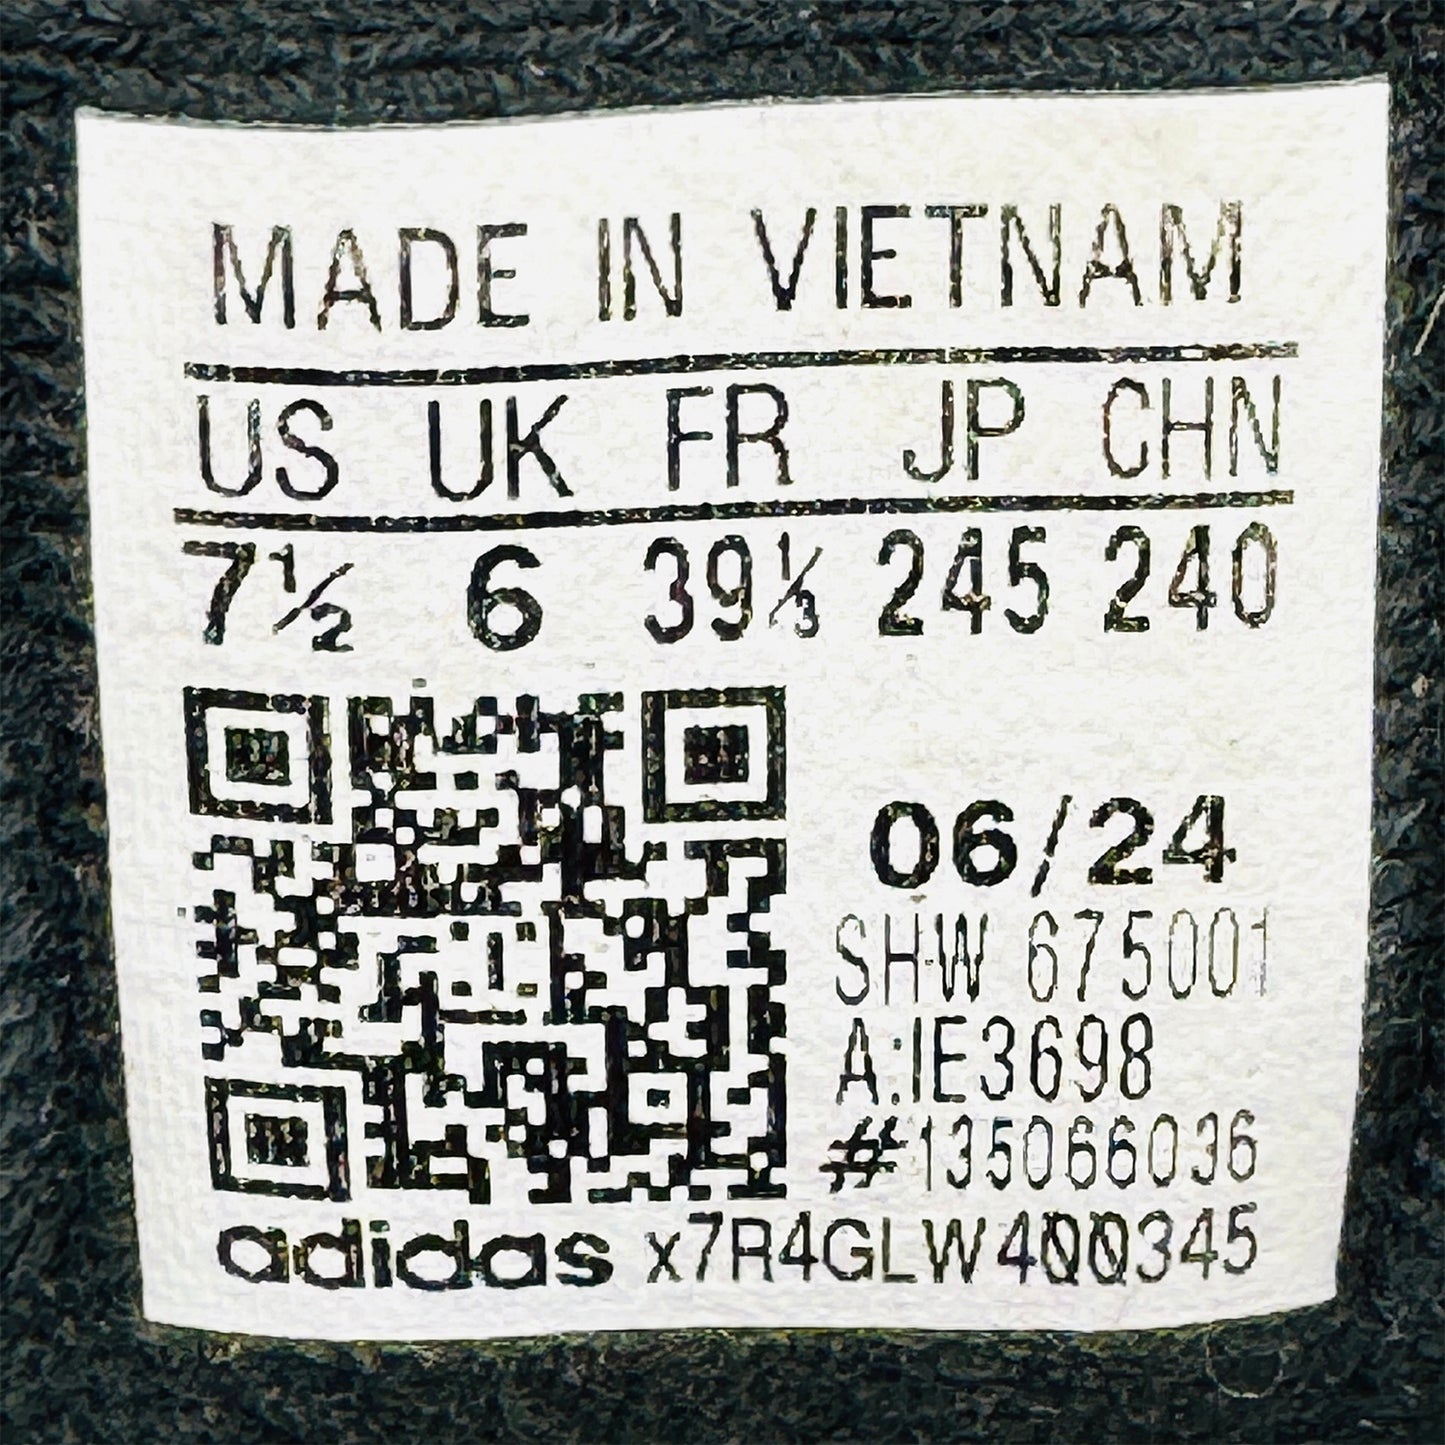 MADE IN VIETNAM
US UK FR JP CHN
7½ 6 39⅓ 245 240
06/24
SHW 675001
A:IE3698
#135066036
adidas x7R4GLW400345